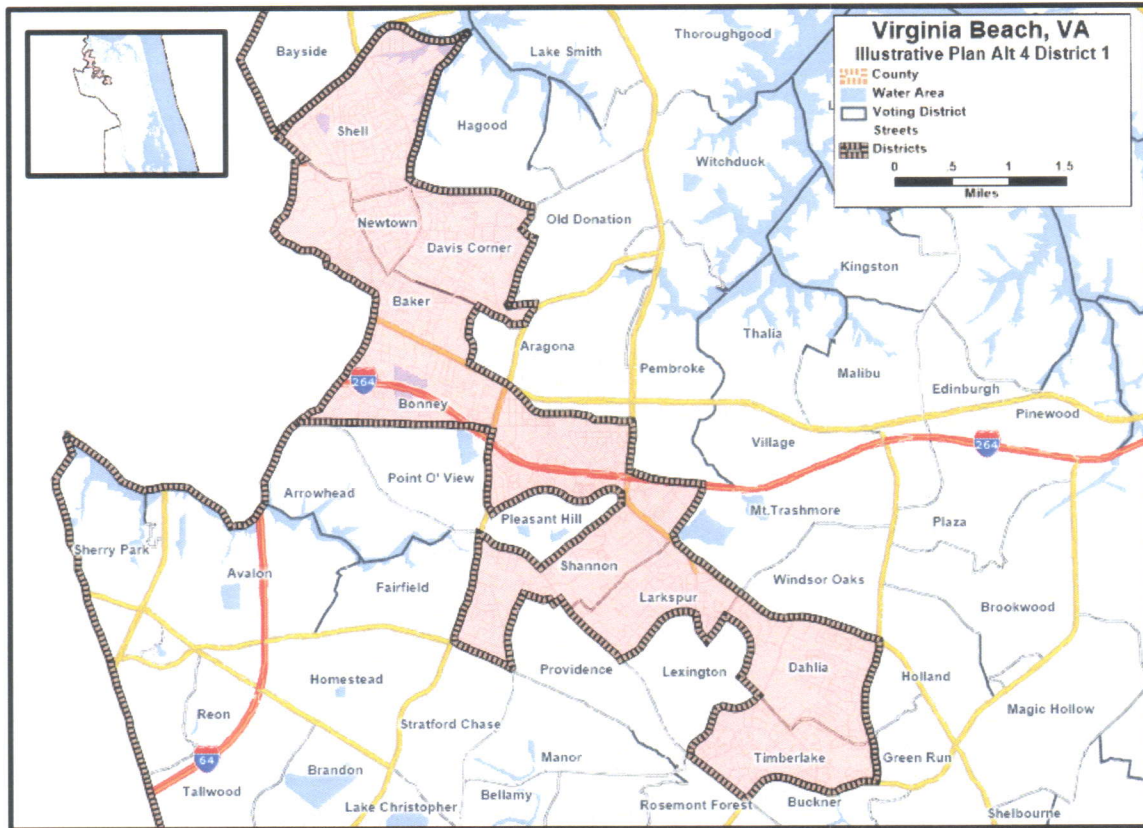 Virginia Beach, VA
Illustrative Plan Alt 4 District 1
County
Water Area
Voting District
Streets
Districts
0 .5 1 1.5
Miles
Bayside
Lake Smith
Thoroughgood
Shell
Hagood
Witchduck
Newtown
Old Donation
Davis Corner
Kingston
Baker
Thalia
Aragona
Malibu
Pembroke
Edinburgh
264
Bonney
Pinewood
Village
264
Point O' View
Arrowhead
Mt.Trashmore
Pleasant Hill
Plaza
Sherry Park
Avalon
Shannon
Windsor Oaks
Fairfield
Larkspur
Brookwood
Providence
Dahlia
Homestead
Lexington
Holland
Reon
Stratford Chase
Magic Hollow
64
Manor
Timberlake
Green Run
Brandon
Tallwood
Bellamy
Lake Christopher
Rosemont Forest
Buckner
Shelbourne